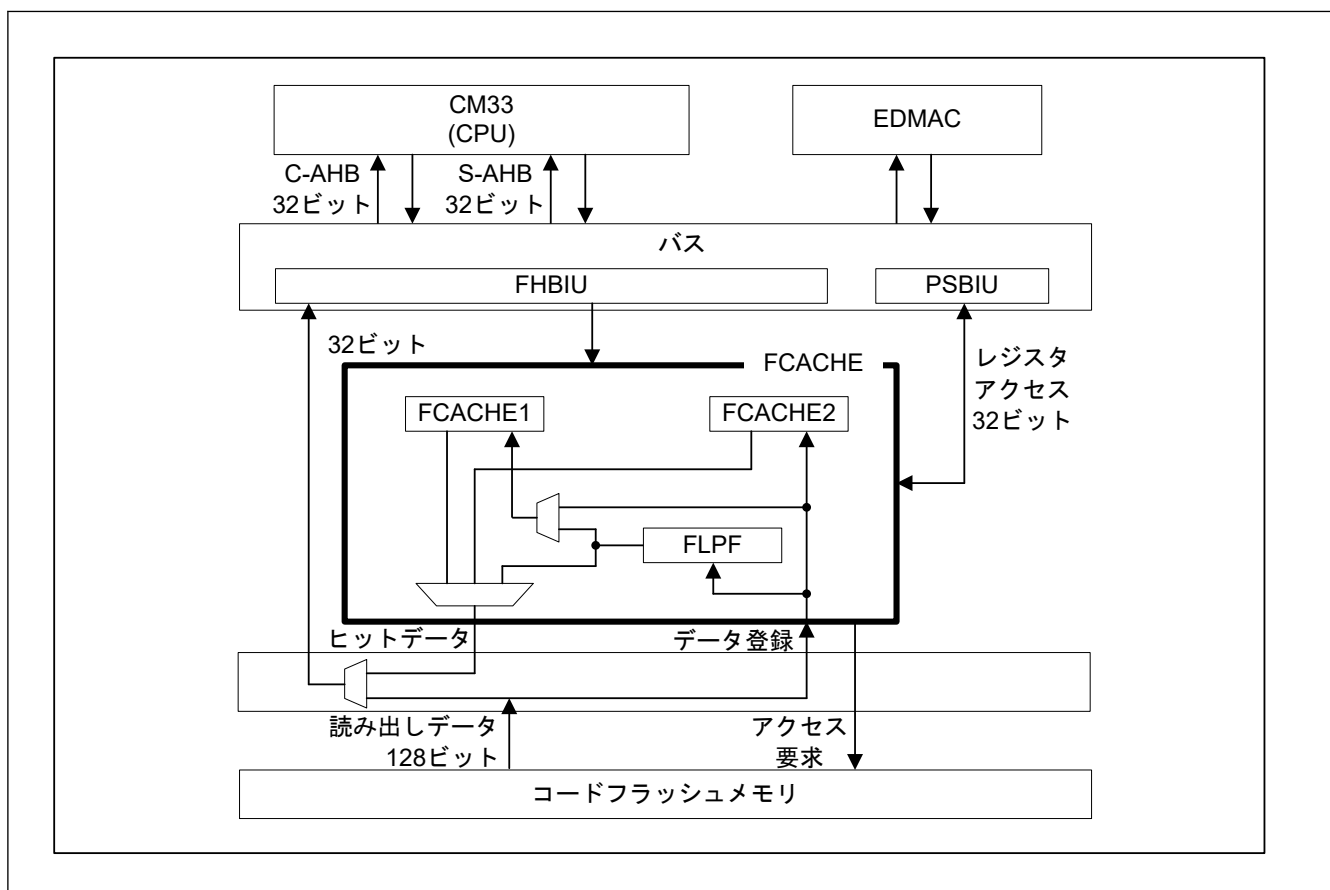 CM33
(CPU)
EDMAC
C-AHB
32ビット
S-AHB
32ビット
バス
FHBIU
PSBIU
32ビット
FCACHE
レジスタ
アクセス
32ビット
FCACHE1
FCACHE2
FLPF
ヒットデータ
データ登録
読み出しデータ
128ビット
アクセス
要求
コードフラッシュメモリ